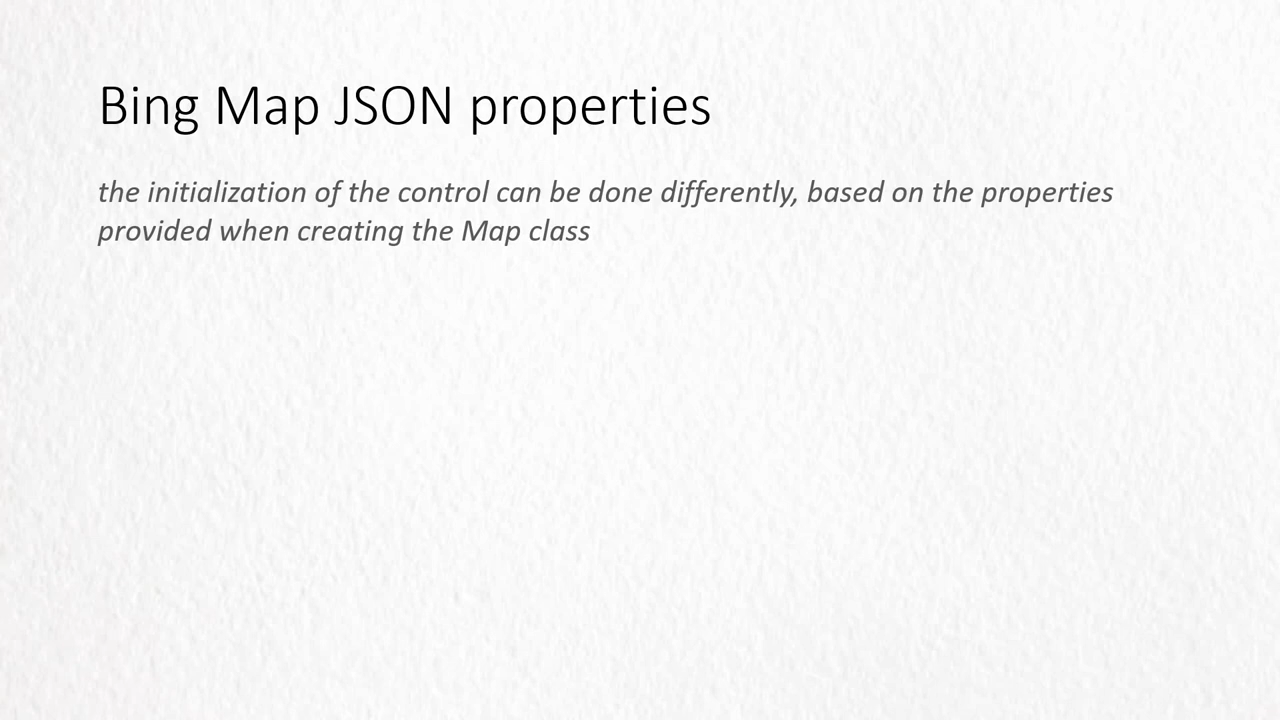 Bing Map JSON properties
the initialization of the control can be done differently, based on the properties
provided when creating the Map class